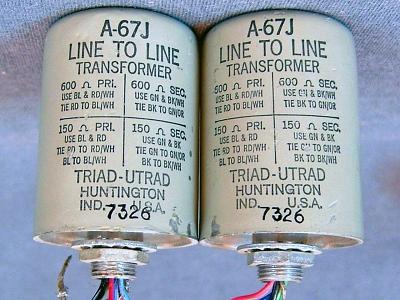 A-67J
LINE TO LINE
TRANSFORMER
600 Ω PRI. 600 Ω SEC.
USE BL & RD/WH USE GN & BK/WH
TIE RD TO BL/WH TIE BK TO GN/OR
150 Ω PRI. 150 Ω SEC.
USE BL & RD USE GN & BK
TIE RD TO RD/WH TIE GN TO GN/OR
BL TO BL/WH BK TO BK/WH
TRIAD-UTRAD
HUNTINGTON
IND. U.S.A.
7326
A-67J
LINE TO LINE
TRANSFORMER
600 Ω PRI. 600 Ω SEC.
USE BL & RD/WH USE GN & BK/WH
TIE RD TO BL/WH TIE BK TO GN/OR
150 Ω PRI. 150 Ω SEC.
USE BL & RD USE GN & BK
TIE RD TO RD/WH TIE GN TO GN/OR
BL TO BL/WH BK TO BK/WH
TRIAD-UTRAD
HUNTINGTON
IND. U.S.A.
7326